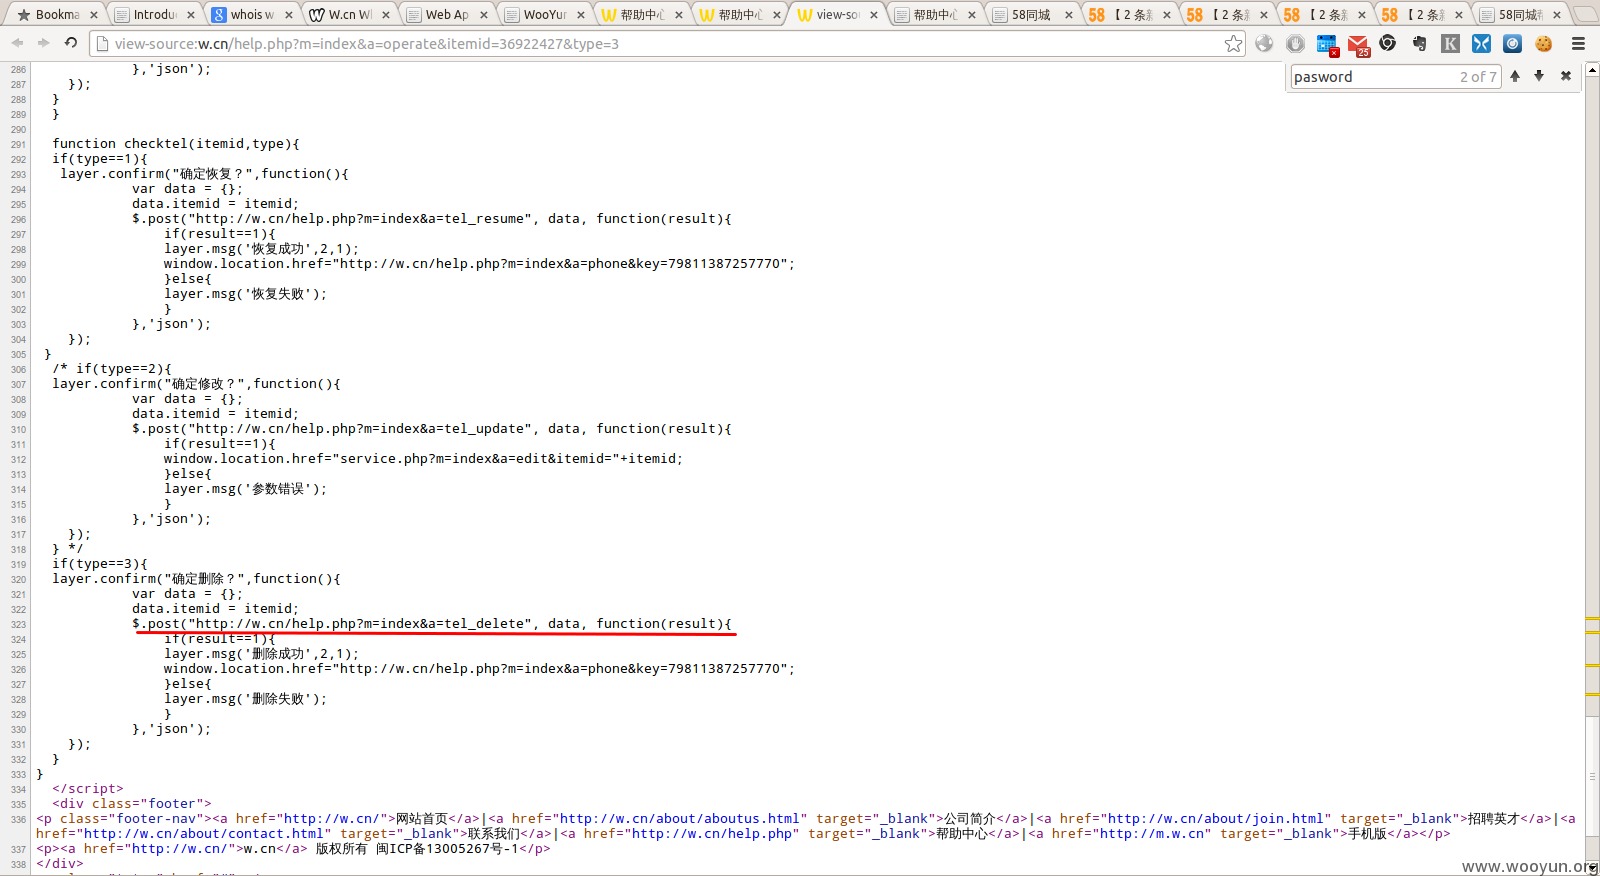 Bookma
Introdu
whois w
W.cn W
Web Ap
WooYun
帮助中心
帮助中心
view-so
帮助中心
58同城
58 【 2 条新
58 【 2 条新
58 【 2 条新
58 【 2 条新
58同城
view-source:w.cn/help.php?m=index&a=operate&itemid=36922427&type=3
25
pasword 2 of 7
286 },'json');
287 });
288 }
289 }
290
291 function checktel(itemid,type){
292 if(type==1){
293 layer.confirm("确定恢复？",function(){
294 var data = {};
295 data.itemid = itemid;
296 $.post("http://w.cn/help.php?m=index&a=tel_resume", data, function(result){
297 if(result==1){
298 layer.msg('恢复成功',2,1);
299 window.location.href="http://w.cn/help.php?m=index&a=phone&key=79811387257770";
300 }else{
301 layer.msg('恢复失败');
302 }
303 },'json');
304 });
305 }
306 /* if(type==2){
307 layer.confirm("确定修改？",function(){
308 var data = {};
309 data.itemid = itemid;
310 $.post("http://w.cn/help.php?m=index&a=tel_update", data, function(result){
311 if(result==1){
312 window.location.href="service.php?m=index&a=edit&itemid="+itemid;
313 }else{
314 layer.msg('参数错误');
315 }
316 },'json');
317 });
318 } */
319 if(type==3){
320 layer.confirm("确定删除？",function(){
321 var data = {};
322 data.itemid = itemid;
323 $.post("http://w.cn/help.php?m=index&a=tel_delete", data, function(result){
324 if(result==1){
325 layer.msg('删除成功',2,1);
326 window.location.href="http://w.cn/help.php?m=index&a=phone&key=79811387257770";
327 }else{
328 layer.msg('删除失败');
329 }
330 },'json');
331 });
332 }
333 }
334 </script>
335 <div class="footer">
336 <p class="footer-nav"><a href="http://w.cn/">网站首页</a>|<a href="http://w.cn/about/aboutus.html" target="_blank">公司简介</a>|<a href="http://w.cn/about/join.html" target="_blank">招聘英才</a>|<a
href="http://w.cn/about/contact.html" target="_blank">联系我们</a>|<a href="http://w.cn/help.php" target="_blank">帮助中心</a>|<a href="http://m.w.cn" target="_blank">手机版</a></p>
337 <p><a href="http://w.cn/">w.cn</a> 版权所有 闽ICP备13005267号-1</p>
338 </div>
www.wooyun.org